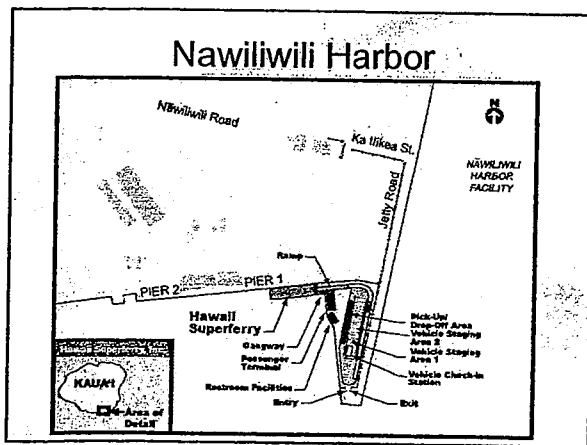 Nawiliwili Harbor
Nāwiliwili Road
Ka Ilikea St.
N
NĀWILIWILI
HARBOR
FACILITY
Jetty Road
Ramp
PIER 2
PIER 1
Hawaii
Superferry
Gangway
Passenger
Terminal
Restroom Facilities
Entry
Exit
Pick-Up/
Drop-Off Area
Vehicle Staging
Area 2
Vehicle Staging
Area 1
Vehicle Check-in
Station
KAUA'I
Area of
Detail